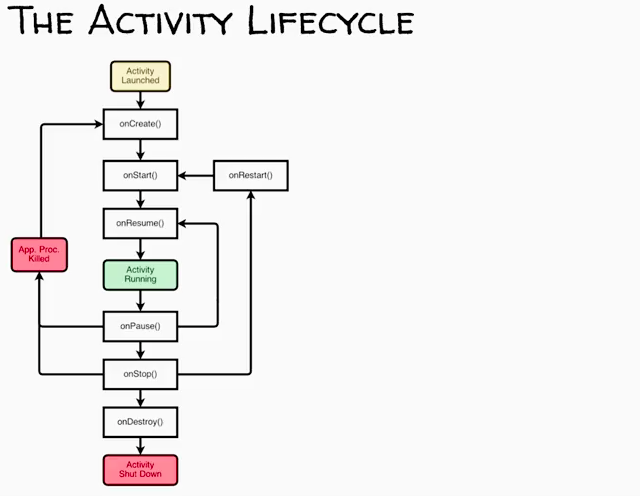 The Activity Lifecycle
Activity
Launched
onCreate()
onStart()
onRestart()
onResume()
App. Proc.
Killed
Activity
Running
onPause()
onStop()
onDestroy()
Activity
Shut Down